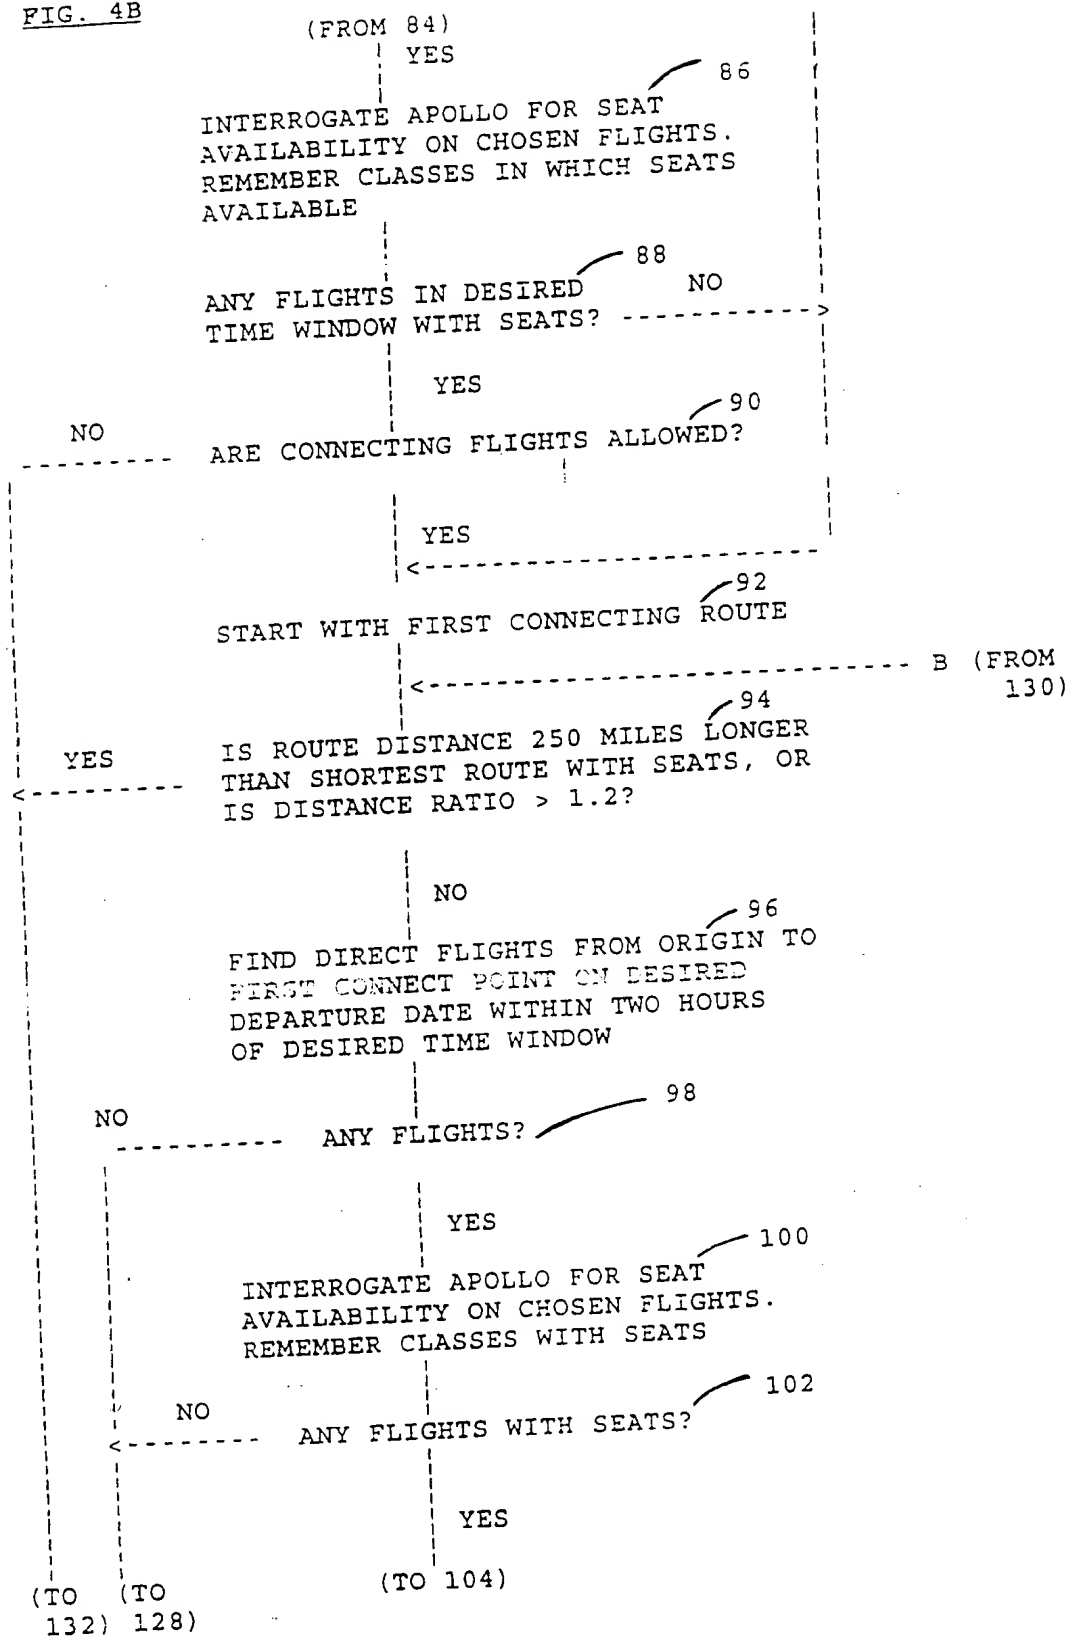 FIG. 4B
(FROM 84)
YES
86
INTERROGATE APOLLO FOR SEAT
AVAILABILITY ON CHOSEN FLIGHTS.
REMEMBER CLASSES IN WHICH SEATS
AVAILABLE
88
ANY FLIGHTS IN DESIRED
NO
TIME WINDOW WITH SEATS?
YES
90
NO
ARE CONNECTING FLIGHTS ALLOWED?
YES
92
START WITH FIRST CONNECTING ROUTE
B (FROM
130)
94
YES
IS ROUTE DISTANCE 250 MILES LONGER
THAN SHORTEST ROUTE WITH SEATS, OR
IS DISTANCE RATIO > 1.2?
NO
96
FIND DIRECT FLIGHTS FROM ORIGIN TO
FIRST CONNECT POINT ON DESIRED
DEPARTURE DATE WITHIN TWO HOURS
OF DESIRED TIME WINDOW
98
NO
ANY FLIGHTS?
YES
100
INTERROGATE APOLLO FOR SEAT
AVAILABILITY ON CHOSEN FLIGHTS.
REMEMBER CLASSES WITH SEATS
102
NO
ANY FLIGHTS WITH SEATS?
YES
(TO (TO (TO 104)
132) 128)